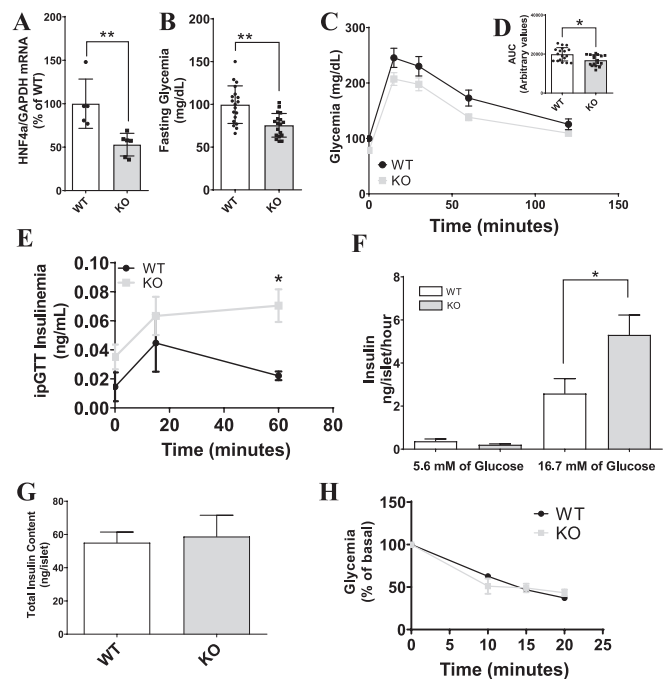 A
HNF4a/GAPDH mRNA
(% of WT)
200
150
100
50
0
**
WT
KO
B
Fasting Glycemia
(mg/dL)
200
150
100
50
0
**
WT
KO
C
Glycemia (mg/dL)
300
200
100
0
0
50
100
150
Time (minutes)
WT
KO
D
AUC
(Arbitrary values)
40000
20000
0
*
WT
KO
E
ipGTT Insulinemia
(ng/mL)
0.10
0.08
0.06
0.04
0.02
0.00
0
20
40
60
80
Time (minutes)
WT
KO
*
F
Insulin
ng/islet/hour
8
6
4
2
0
WT
KO
*
5.6 mM of Glucose
16.7 mM of Glucose
G
Total Insulin Content
(ng/islet)
80
60
40
20
0
WT
KO
H
Glycemia
(% of basal)
150
100
50
0
0
5
10
15
20
25
Time (minutes)
WT
KO